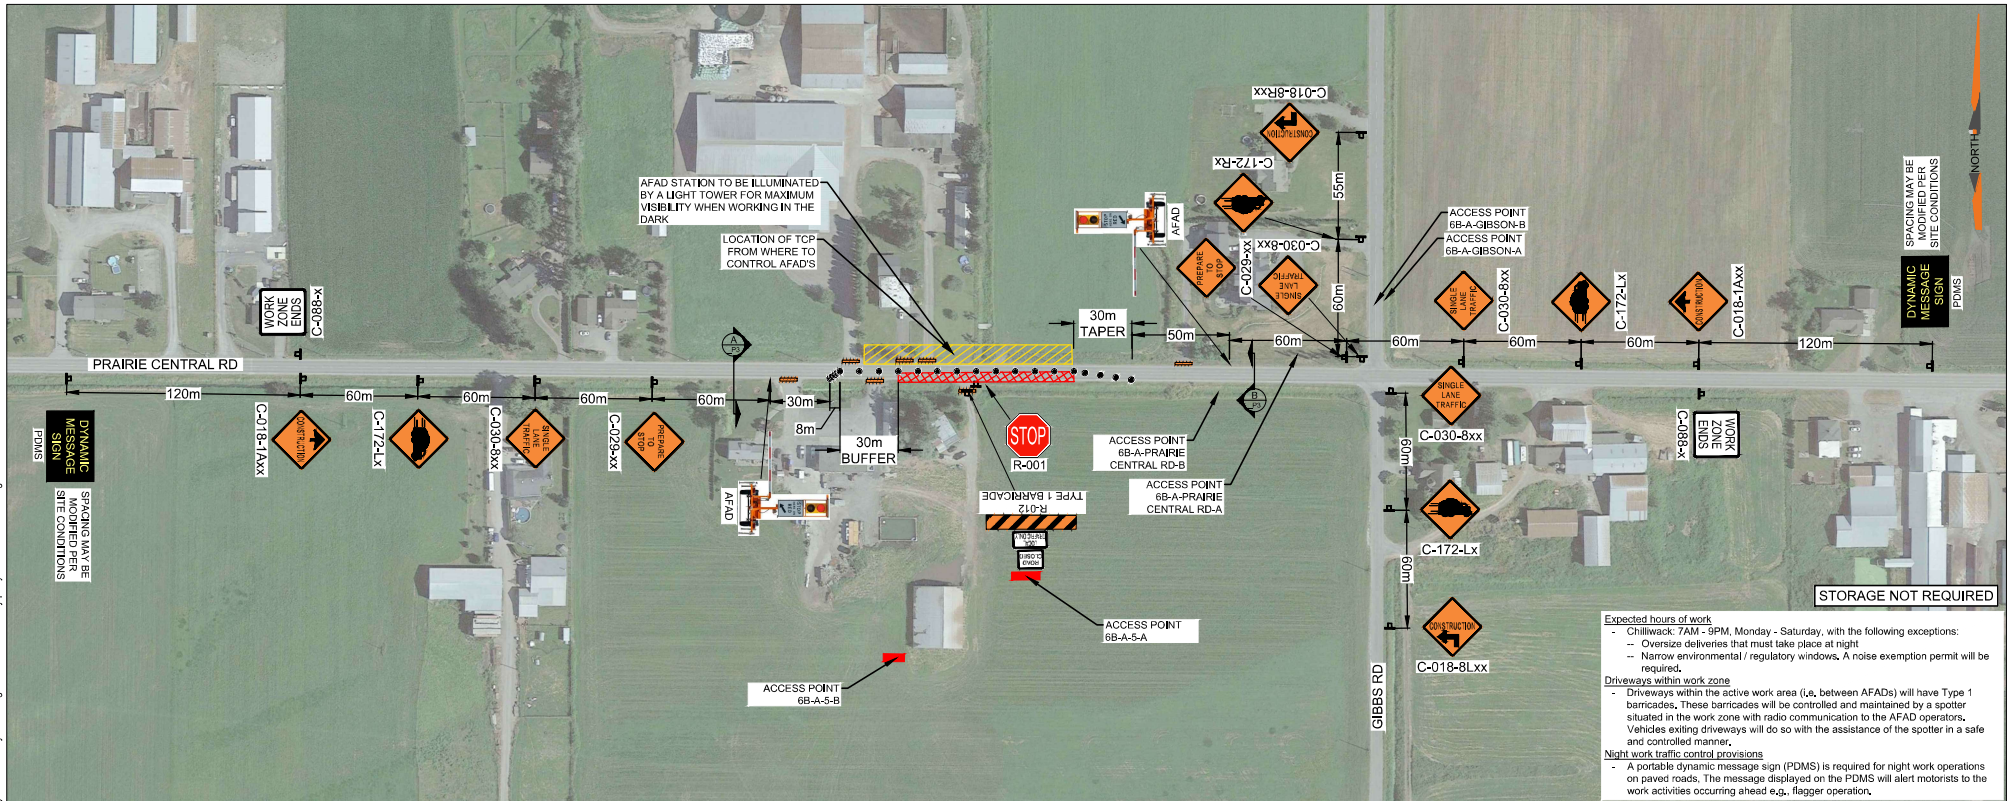 AFAD STATION TO BE ILLUMINATED
BY A LIGHT TOWER FOR MAXIMUM
VISIBILITY WHEN WORKING IN THE
DARK
LOCATION OF TCP
FROM WHERE TO
CONTROL AFAD'S
WORK
ZONE
ENDS
C-088-x
PRAIRIE CENTRAL RD
120m
60m
60m
60m
60m
30m
8m
30m
BUFFER
30m
TAPER
50m
60m
60m
60m
60m
120m
A
P3
B
P3
DYNAMIC
MESSAGE
SIGN
PDMS
SPACING MAY BE
MODIFIED PER
SITE CONDITIONS
CONSTRUCTION
C-018-1Axx
C-172-Lx
SINGLE
LANE
TRAFFIC
C-030-8xx
PREPARE
TO
STOP
C-029-xx
AFAD
STOP
R-001
R-012
TYPE 1 BARRICADE
LOCAL
TRAFFIC ONLY
ROAD
CLOSED
ACCESS POINT
6B-A-5-A
ACCESS POINT
6B-A-5-B
ACCESS POINT
6B-A-PRAIRIE
CENTRAL RD-B
ACCESS POINT
6B-A-PRAIRIE
CENTRAL RD-A
AFAD
PREPARE
TO
STOP
C-029-xx
SINGLE
LANE
TRAFFIC
C-030-8xx
C-172-Rx
CONSTRUCTION
C-018-8Rxx
55m
60m
ACCESS POINT
6B-A-GIBSON-B
ACCESS POINT
6B-A-GIBSON-A
SINGLE
LANE
TRAFFIC
C-030-8xx
C-172-Lx
CONSTRUCTION
C-018-1Axx
DYNAMIC
MESSAGE
SIGN
PDMS
SPACING MAY BE
MODIFIED PER
SITE CONDITIONS
NORTH
SINGLE
LANE
TRAFFIC
C-030-8xx
60m
C-172-Lx
60m
CONSTRUCTION
C-018-8Lxx
WORK
ZONE
ENDS
C-088-x
GIBBS RD
STORAGE NOT REQUIRED
Expected hours of work
- Chilliwack: 7AM - 9PM, Monday - Saturday, with the following exceptions:
-- Oversize deliveries that must take place at night
-- Narrow environmental / regulatory windows. A noise exemption permit will be
required.
Driveways within work zone
- Driveways within the active work area (i.e. between AFADs) will have Type 1
barricades. These barricades will be controlled and maintained by a spotter
situated in the work zone with radio communication to the AFAD operators.
Vehicles exiting driveways will do so with the assistance of the spotter in a safe
and controlled manner.
Night work traffic control provisions
- A portable dynamic message sign (PDMS) is required for night work operations
on paved roads. The message displayed on the PDMS will alert motorists to the
work activities occurring ahead e.g., flagger operation.